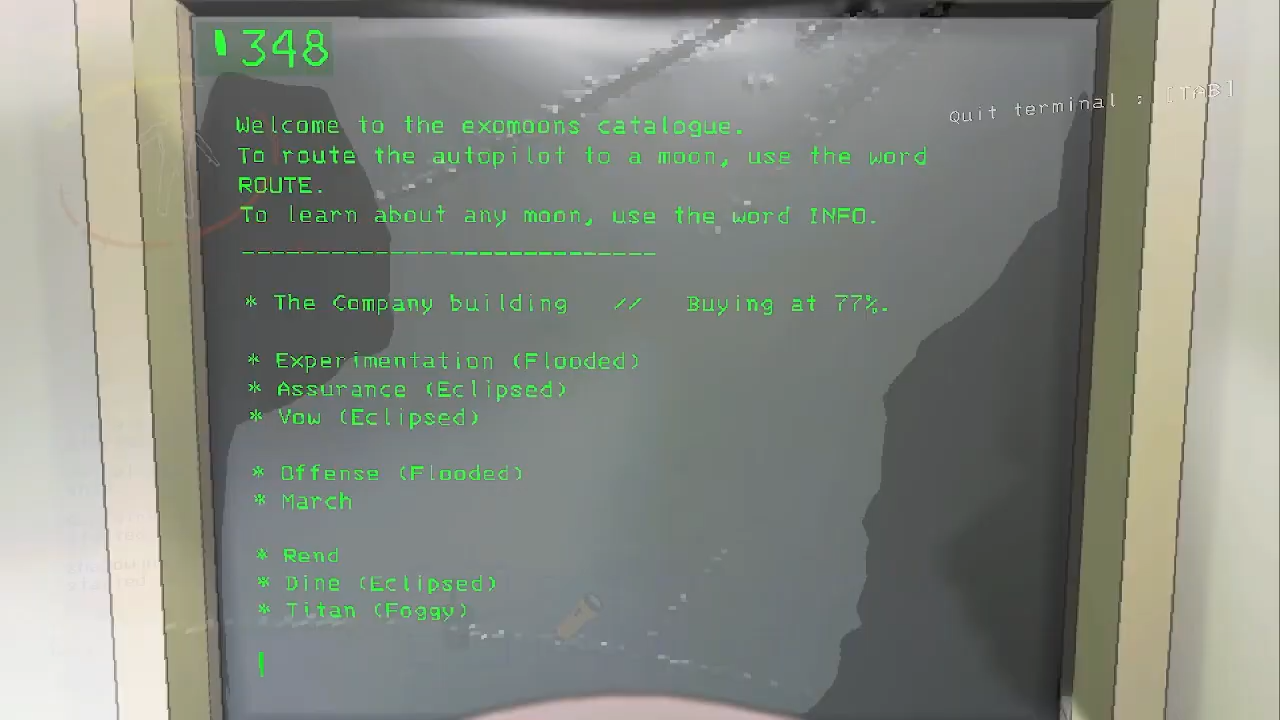 348
Quit terminal : [TAB]
Welcome to the exomoons catalogue.
To route the autopilot to a moon, use the word
ROUTE.
To learn about any moon, use the word INFO.
----------------------------
* The Company building // Buying at 77%.
* Experimentation (Flooded)
* Assurance (Eclipsed)
* Vow (Eclipsed)
* Offense (Flooded)
* March
* Rend
* Dine (Eclipsed)
* Titan (Foggy)